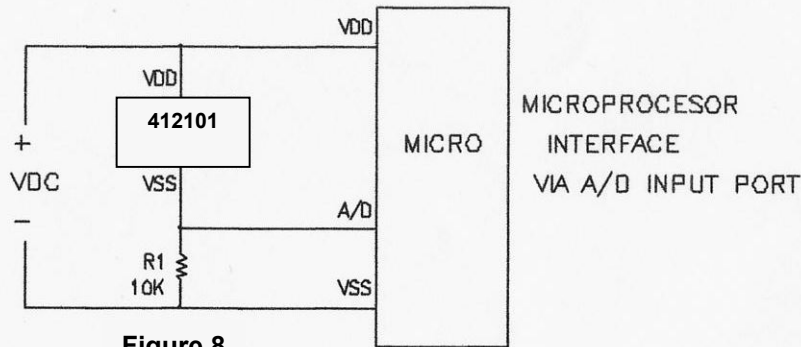 VDD
VDD
412101
MICROPROCESOR
+
MICRO
INTERFACE
VDC
VSS
VIA A/D INPUT PORT
−
A/D
R1
10K
VSS
Figure 8